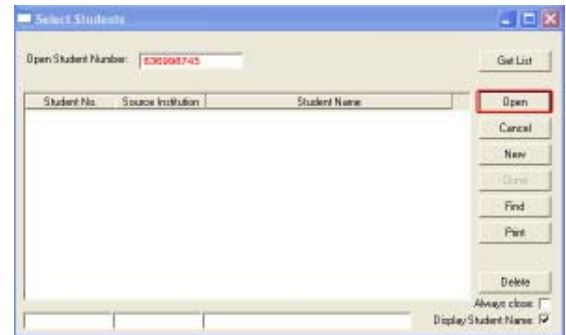 Select Students
Open Student Number: 636998745
Get List
Student No. Source Institution Student Name
Open
Cancel
New
Find
Print
Delete
Always close
Display Student Name